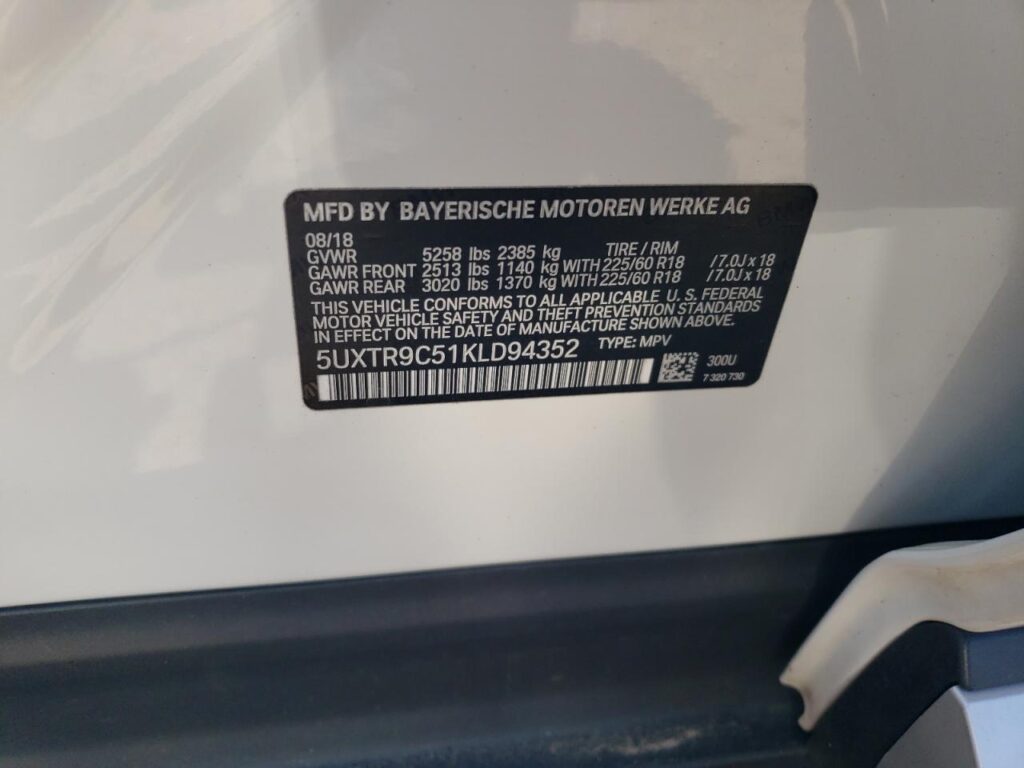 MFD BY BAYERISCHE MOTOREN WERKE AG
08/18
GVWR 5258 lbs 2385 kg TIRE / RIM
GAWR FRONT 2513 lbs 1140 kg WITH 225/60 R18 /7.0J x 18
GAWR REAR 3020 lbs 1370 kg WITH 225/60 R18 /7.0J x 18
THIS VEHICLE CONFORMS TO ALL APPLICABLE U. S. FEDERAL
MOTOR VEHICLE SAFETY AND THEFT PREVENTION STANDARDS
IN EFFECT ON THE DATE OF MANUFACTURE SHOWN ABOVE.
5UXTR9C51KLD94352 TYPE: MPV
300U
7 320 730